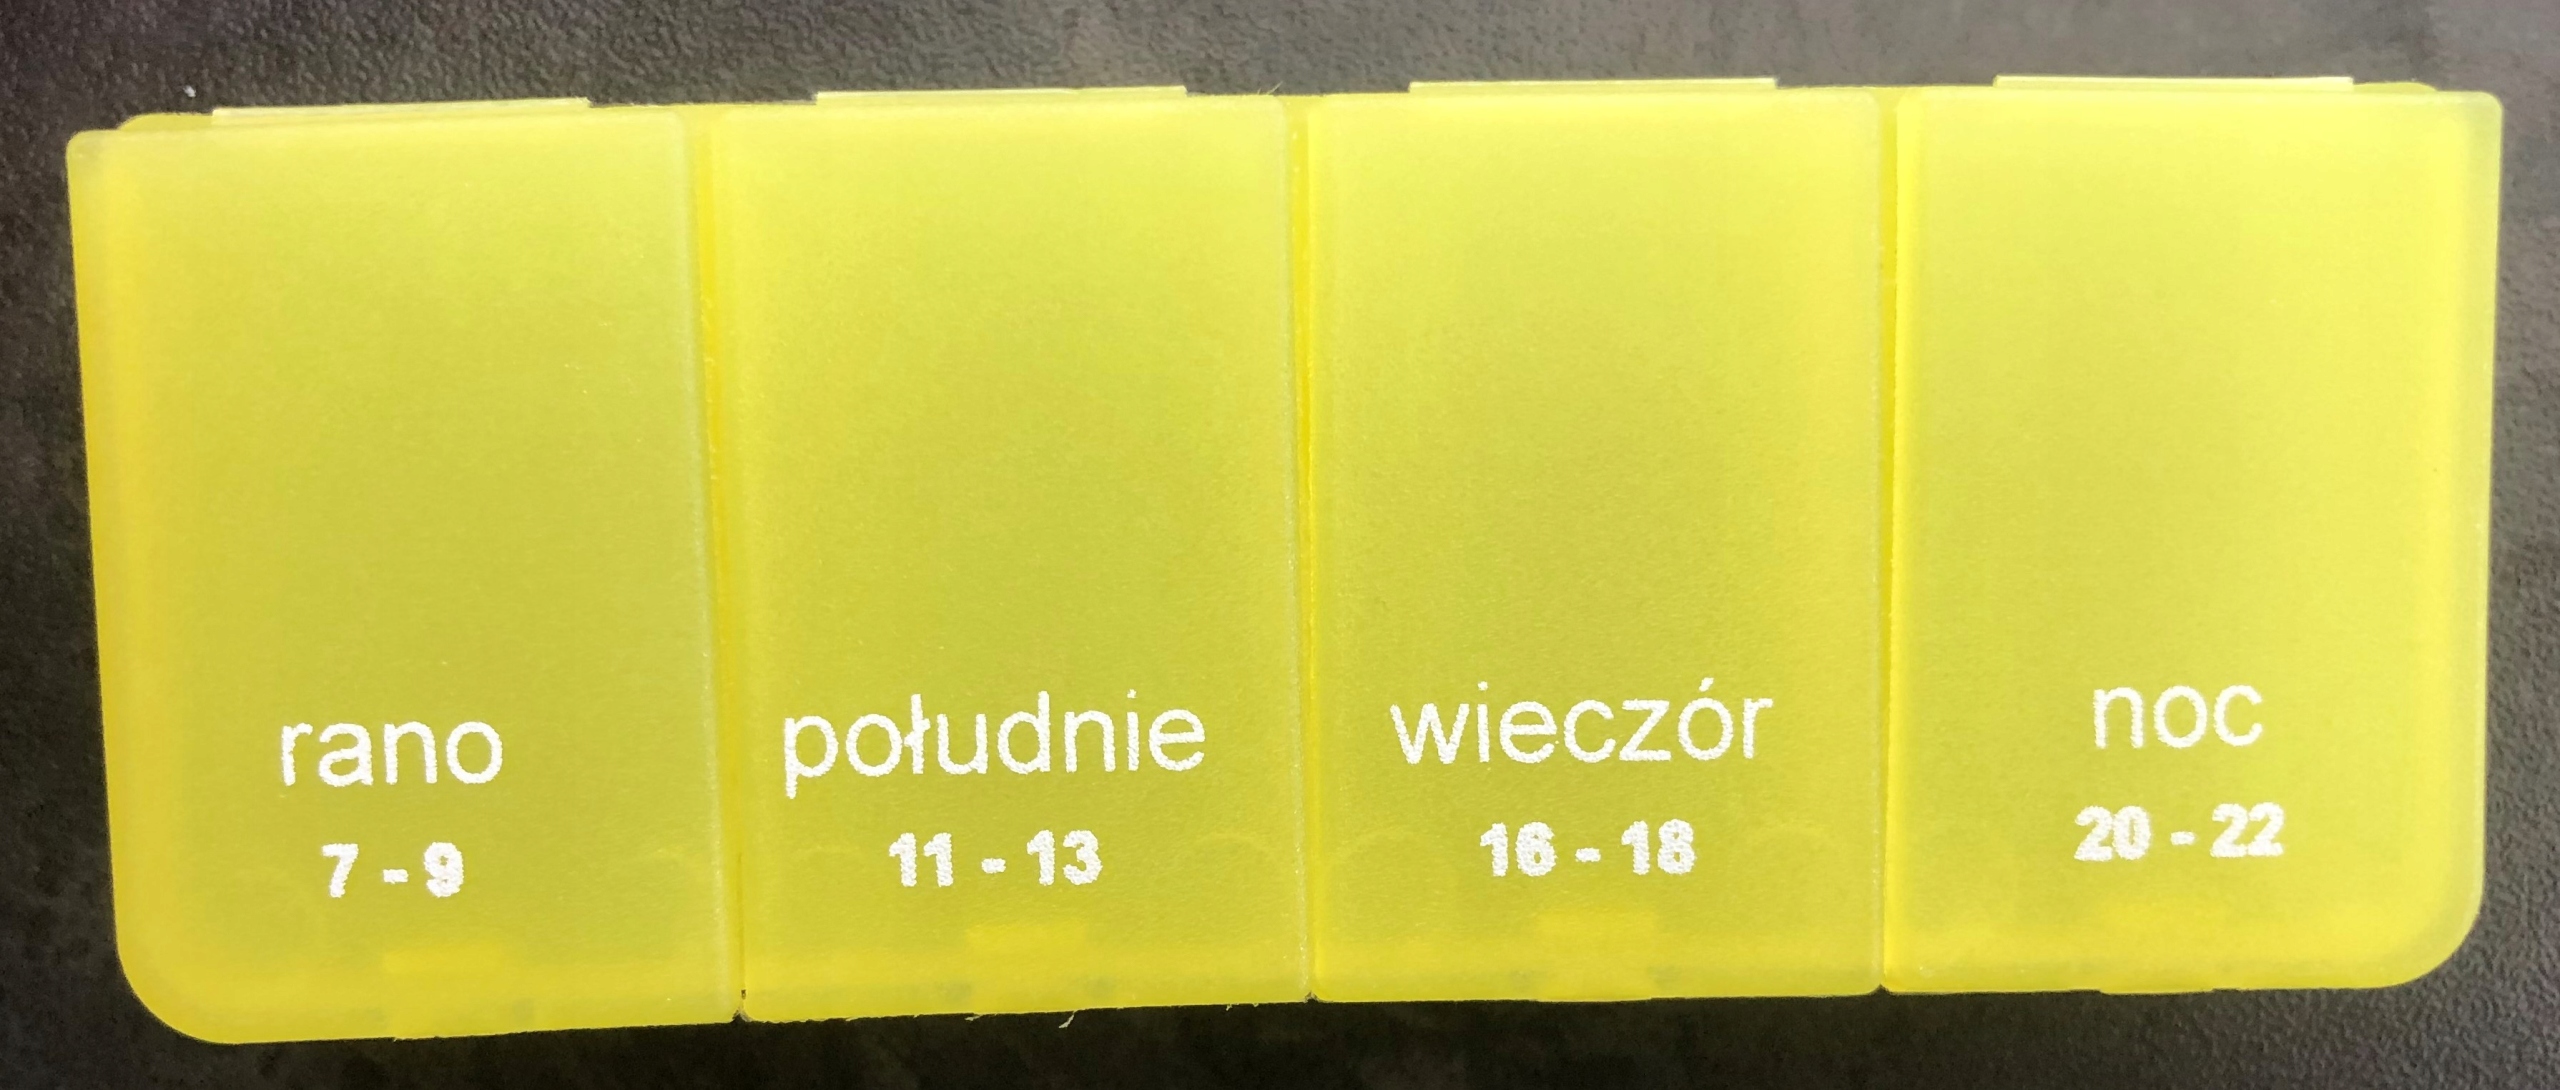 rano
7 - 9
południe
11 - 13
wieczór
16 - 18
noc
20 - 22